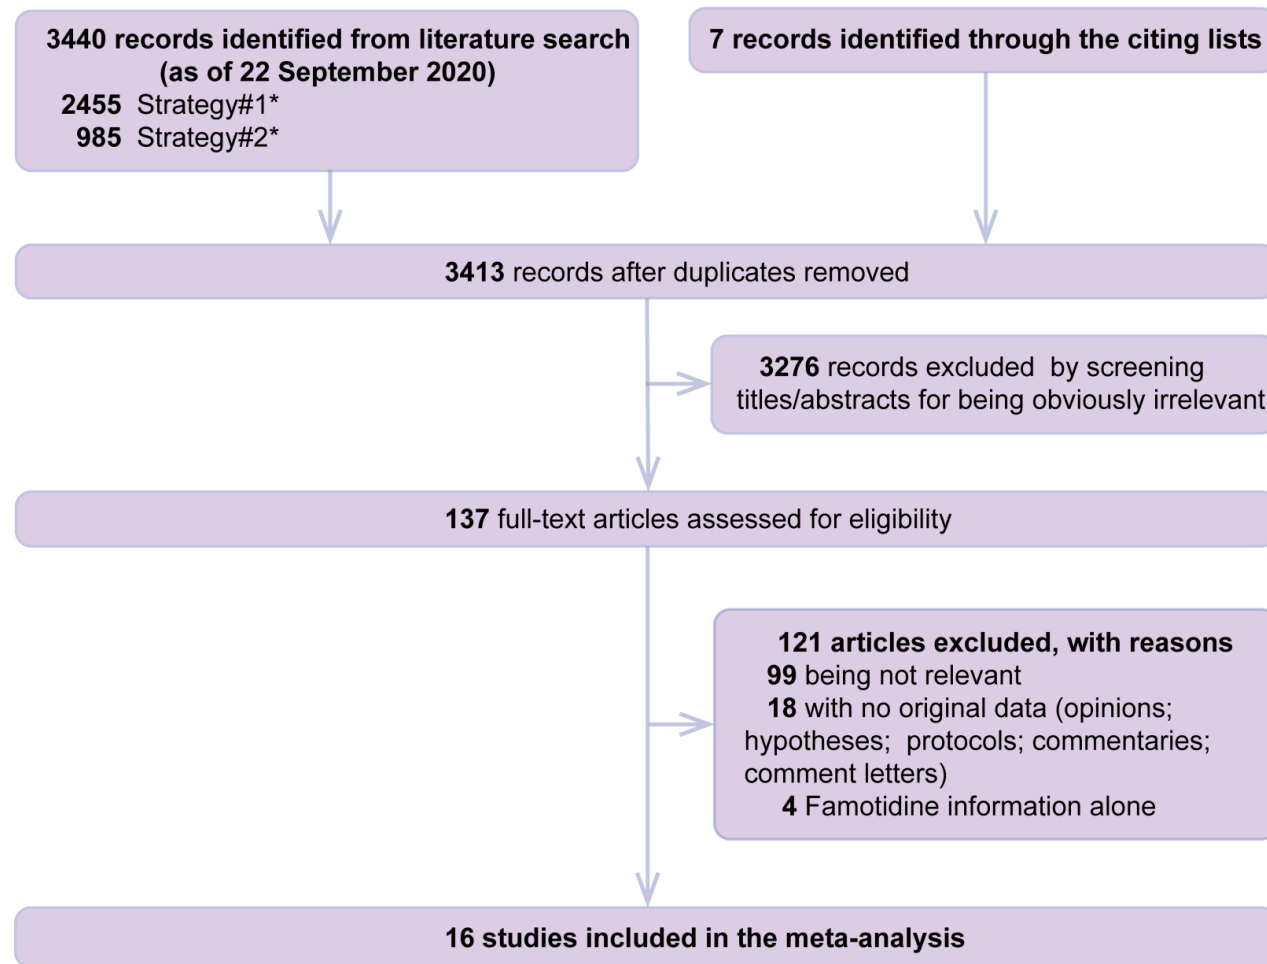 3440 records identified from literature search
(as of 22 September 2020)
2455 Strategy#1*
985 Strategy#2*
7 records identified through the citing lists
3413 records after duplicates removed
3276 records excluded by screening
titles/abstracts for being obviously irrelevant
137 full-text articles assessed for eligibility
121 articles excluded, with reasons
99 being not relevant
18 with no original data (opinions;
hypotheses; protocols; commentaries;
comment letters)
4 Famotidine information alone
16 studies included in the meta-analysis